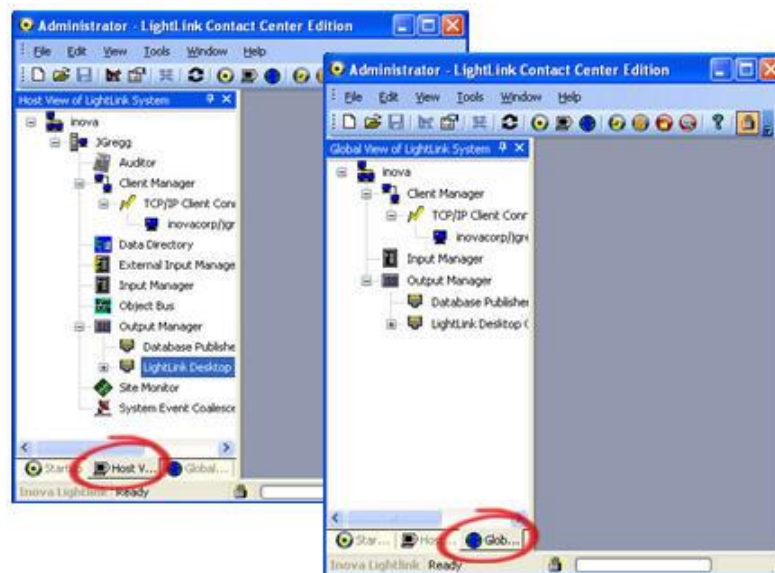 Administrator - LightLink Contact Center Edition
File Edit View Tools Window Help
Host View of LightLink System
inova
XGregg
Auditor
Client Manager
TCP/IP Client Con
inovacorp/jgr
Data Directory
External Input Manage
Input Manager
Object Bus
Output Manager
Database Publishe
LightLink Desktop
Site Monitor
System Event Coalesce
Startup Host V... Global...
Inova Lightlink Ready
Administrator - LightLink Contact Center Edition
File Edit View Tools Window Help
Global View of LightLink System
inova
Client Manager
TCP/IP Client Conr
inovacorp/jgre
Input Manager
Output Manager
Database Publisher
LightLink Desktop C
Star... Hos... Glob...
Inova Lightlink Ready